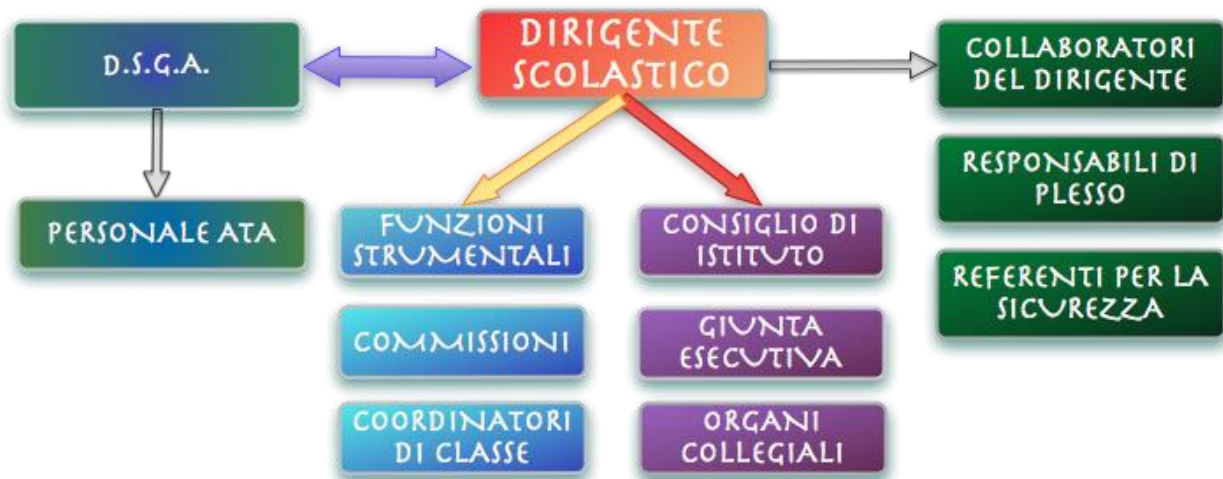 D.S.G.A.
DIRIGENTE
SCOLASTICO
COLLABORATORI
DEL DIRIGENTE
RESPONSABILI DI
PLESSO
REFERENTI PER LA
SICUREZZA
PERSONALE ATA
FUNZIONI
STRUMENTALI
COMMISSIONI
COORDINATORI
DI CLASSE
CONSIGLIO DI
ISTITUTO
GIUNTA
ESECUTIVA
ORGANI
COLLEGIALI